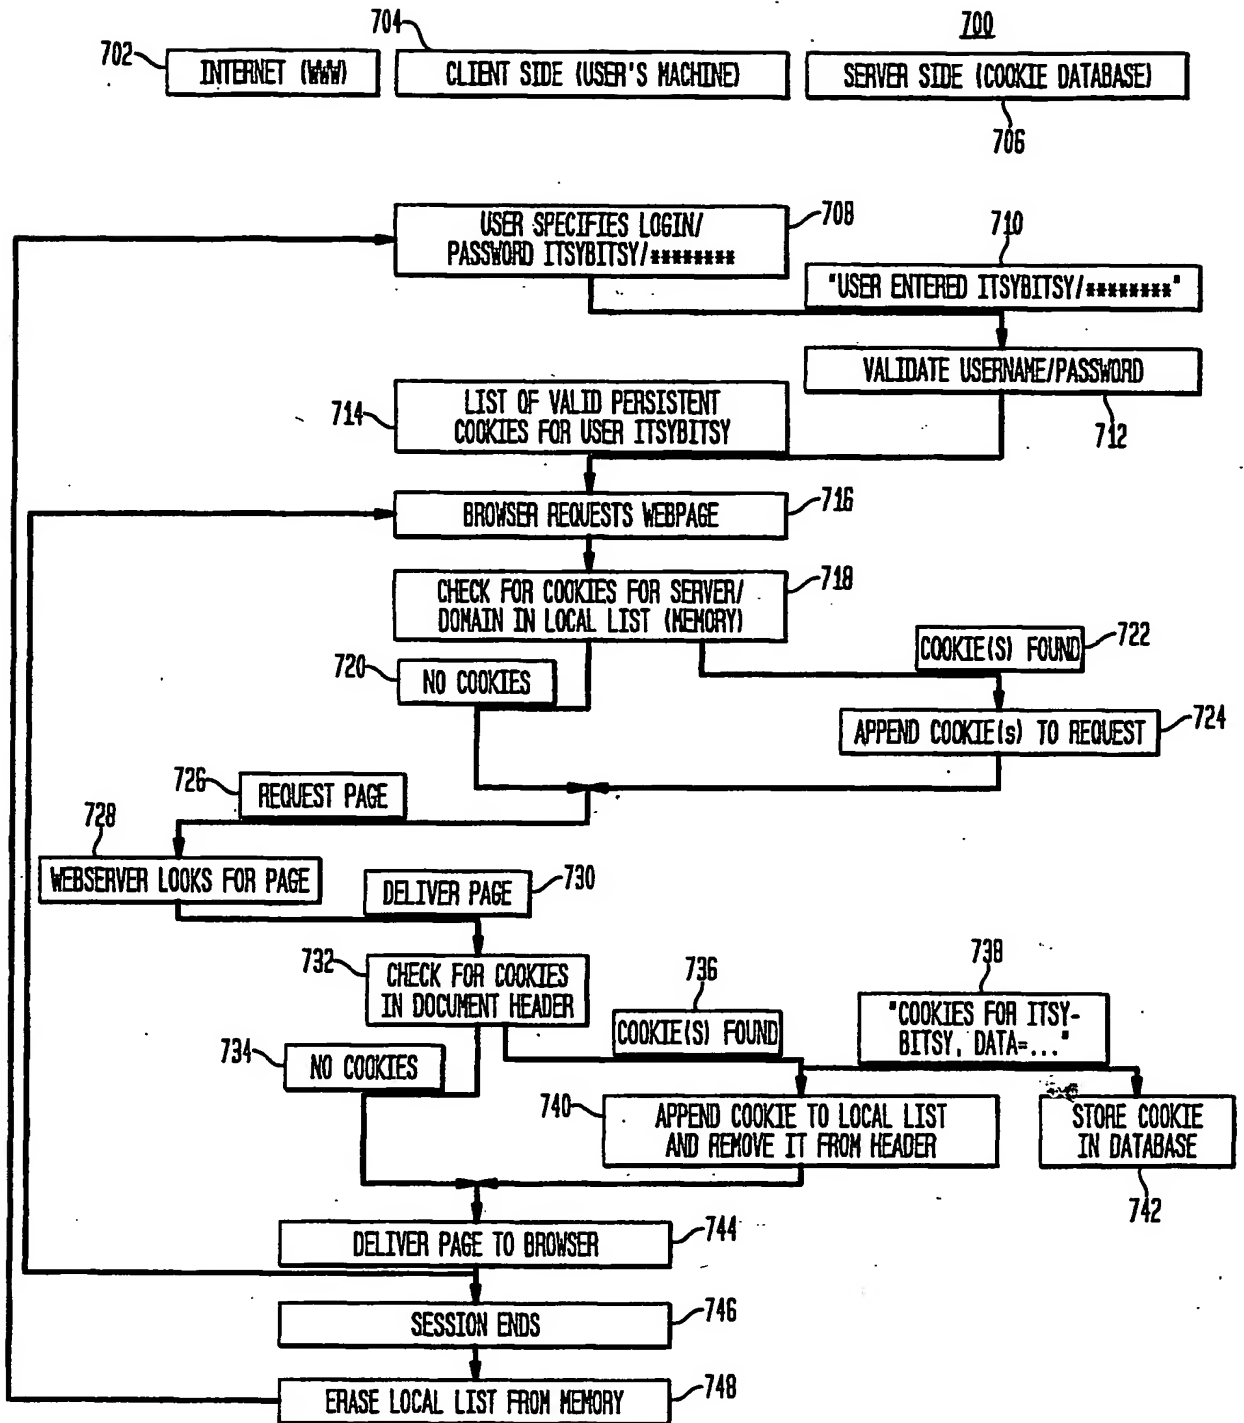 700
704
702
INTERNET (WWW)
CLIENT SIDE (USER'S MACHINE)
SERVER SIDE (COOKIE DATABASE)
706
USER SPECIFIES LOGIN/
PASSWORD ITSYBITSY/********
708
710
"USER ENTERED ITSYBITSY/********"
VALIDATE USERNAME/PASSWORD
712
714
LIST OF VALID PERSISTENT
COOKIES FOR USER ITSYBITSY
BROWSER REQUESTS WEBPAGE
716
CHECK FOR COOKIES FOR SERVER/
DOMAIN IN LOCAL LIST (MEMORY)
718
720
NO COOKIES
COOKIE(S) FOUND
722
APPEND COOKIE(s) TO REQUEST
724
726
REQUEST PAGE
728
WEBSERVER LOOKS FOR PAGE
DELIVER PAGE
730
732
CHECK FOR COOKIES
IN DOCUMENT HEADER
734
NO COOKIES
736
COOKIE(S) FOUND
738
"COOKIES FOR ITSY-
BITSY, DATA=..."
740
APPEND COOKIE TO LOCAL LIST
AND REMOVE IT FROM HEADER
STORE COOKIE
IN DATABASE
742
DELIVER PAGE TO BROWSER
744
SESSION ENDS
746
ERASE LOCAL LIST FROM MEMORY
748